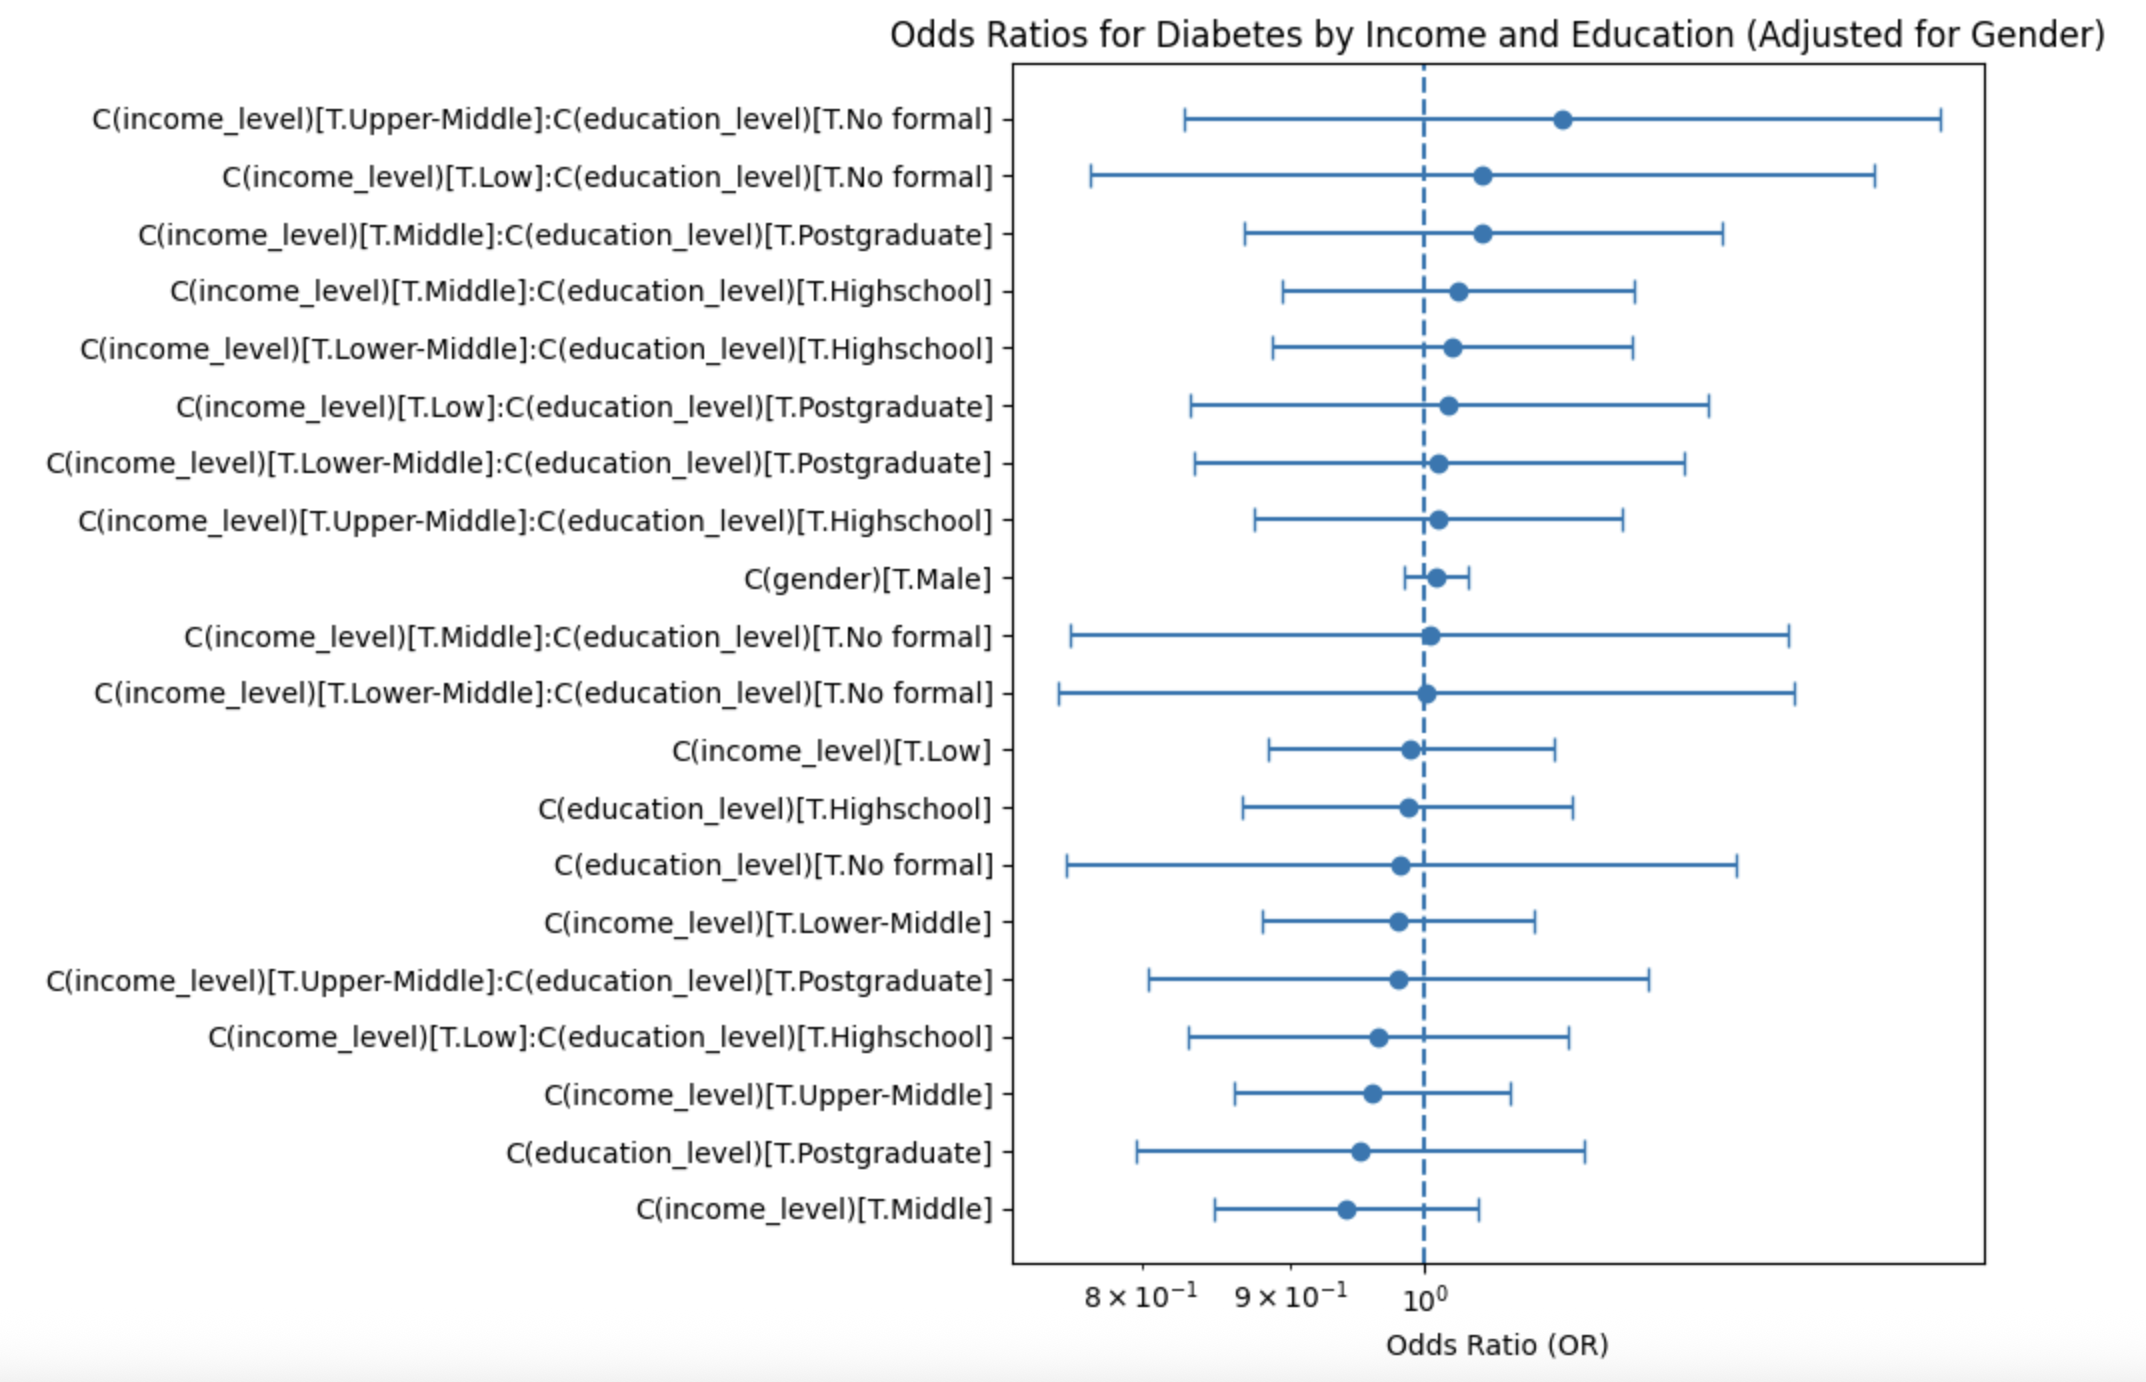 Odds Ratios for Diabetes by Income and Education (Adjusted for Gender)
C(income_level)[T.Upper-Middle]:C(education_level)[T.No formal]
C(income_level)[T.Low]:C(education_level)[T.No formal]
C(income_level)[T.Middle]:C(education_level)[T.Postgraduate]
C(income_level)[T.Middle]:C(education_level)[T.Highschool]
C(income_level)[T.Lower-Middle]:C(education_level)[T.Highschool]
C(income_level)[T.Low]:C(education_level)[T.Postgraduate]
C(income_level)[T.Lower-Middle]:C(education_level)[T.Postgraduate]
C(income_level)[T.Upper-Middle]:C(education_level)[T.Highschool]
C(gender)[T.Male]
C(income_level)[T.Middle]:C(education_level)[T.No formal]
C(income_level)[T.Lower-Middle]:C(education_level)[T.No formal]
C(income_level)[T.Low]
C(education_level)[T.Highschool]
C(education_level)[T.No formal]
C(income_level)[T.Lower-Middle]
C(income_level)[T.Upper-Middle]:C(education_level)[T.Postgraduate]
C(income_level)[T.Low]:C(education_level)[T.Highschool]
C(income_level)[T.Upper-Middle]
C(education_level)[T.Postgraduate]
C(income_level)[T.Middle]
8 × 10⁻¹ 9 × 10⁻¹ 10⁰
Odds Ratio (OR)